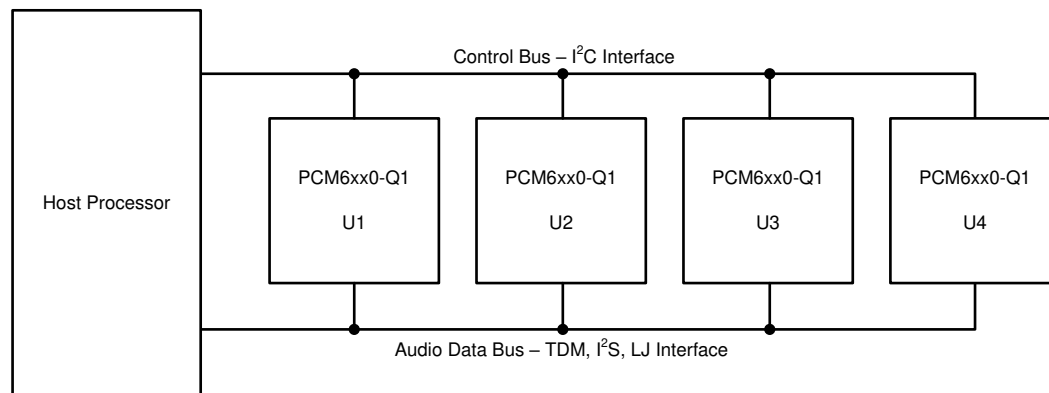 Control Bus – I²C Interface
Host Processor
PCM6xx0-Q1
U1
PCM6xx0-Q1
U2
PCM6xx0-Q1
U3
PCM6xx0-Q1
U4
Audio Data Bus – TDM, I²S, LJ Interface